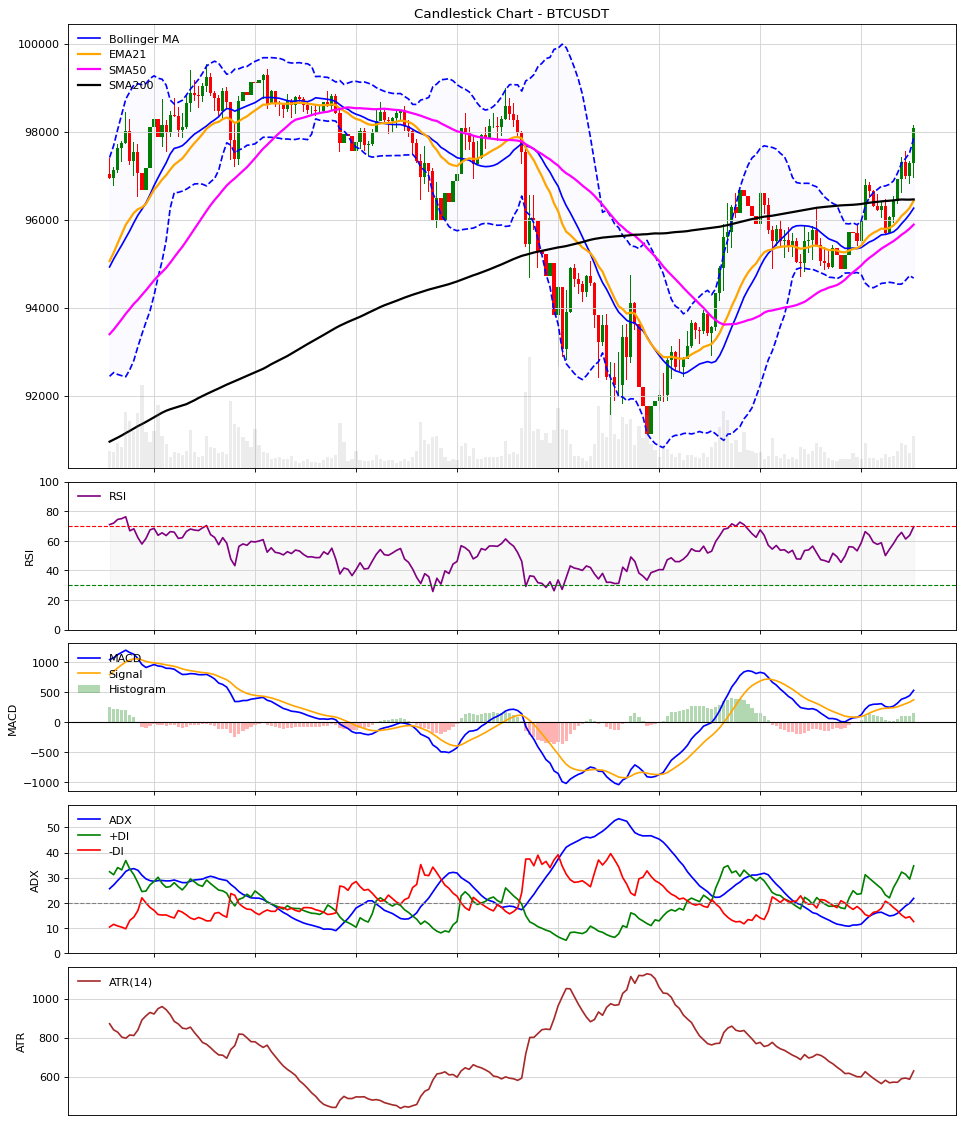 Candlestick Chart - BTCUSDT
Bollinger MA
EMA21
SMA50
SMA200
100000
98000
96000
94000
92000
RSI
RSI
100
80
60
40
20
0
MACD
Signal
Histogram
MACD
1000
500
0
−500
−1000
ADX
+DI
-DI
ADX
50
40
30
20
10
0
ATR(14)
ATR
1000
800
600